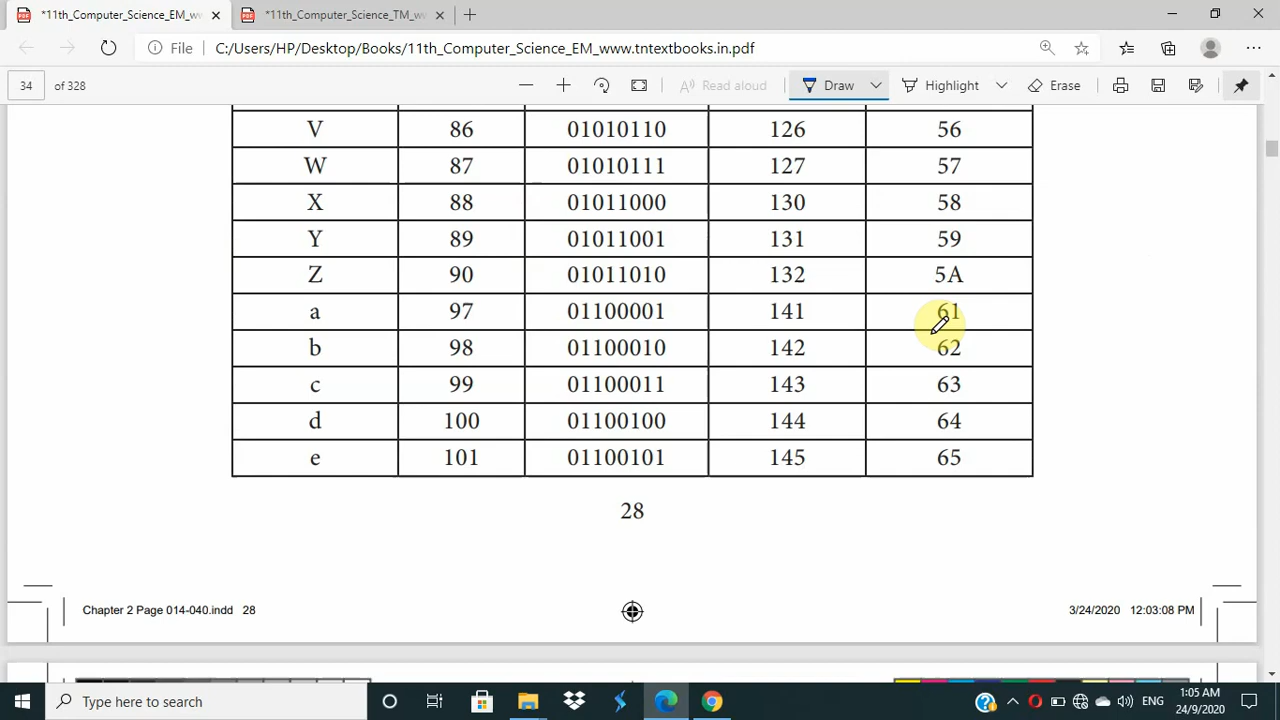 *11th_Computer_Science_EM_w
*11th_Computer_Science_TM_w
File C:/Users/HP/Desktop/Books/11th_Computer_Science_EM_www.tntextbooks.in.pdf
34 of 328 Read aloud Draw Highlight Erase
V 86 01010110 126 56
W 87 01010111 127 57
X 88 01011000 130 58
Y 89 01011001 131 59
Z 90 01011010 132 5A
a 97 01100001 141 61
b 98 01100010 142 62
c 99 01100011 143 63
d 100 01100100 144 64
e 101 01100101 145 65
28
Chapter 2 Page 014-040.indd 28 3/24/2020 12:03:08 PM
Type here to search
ENG
1:05 AM
24/9/2020